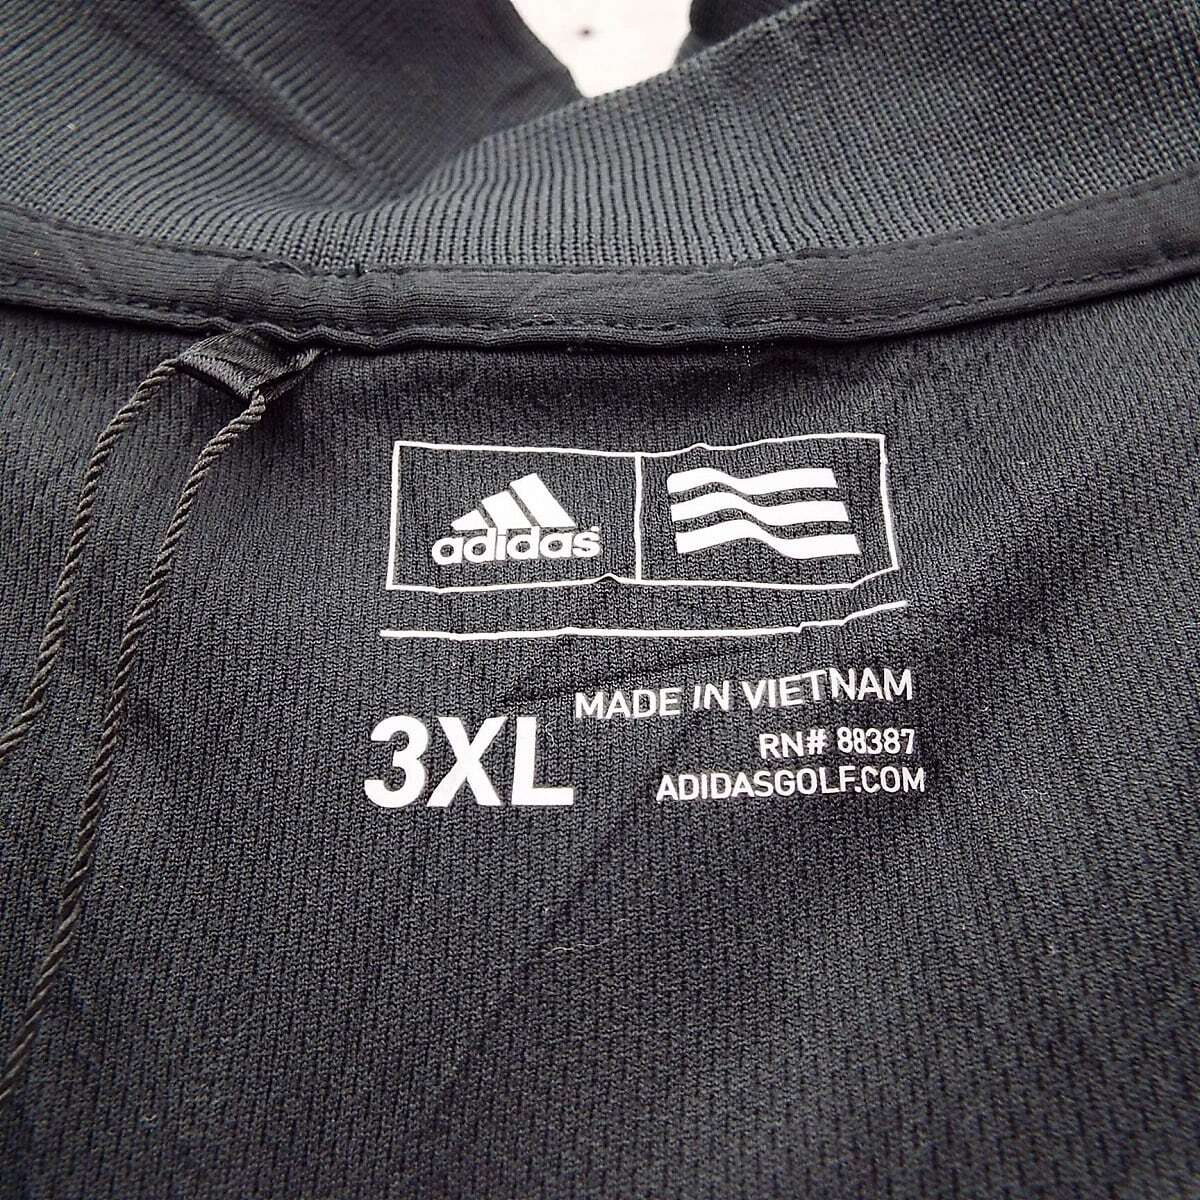 adidas
MADE IN VIETNAM
3XL
RN# 88387
ADIDASGOLF.COM